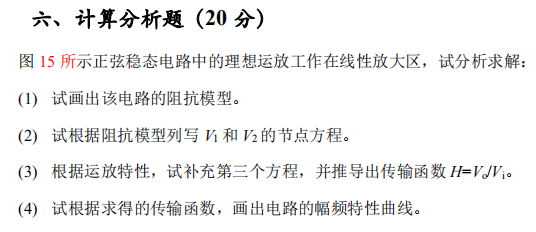 六、计算分析题（20 分）
图 15 所示正弦稳态电路中的理想运放工作在线性放大区，试分析求解：
(1) 试画出该电路的阻抗模型。
(2) 试根据阻抗模型列写 V1 和 V2 的节点方程。
(3) 根据运放特性，试补充第三个方程，并推导出传输函数 H=Vo/Vi。
(4) 试根据求得的传输函数，画出电路的幅频特性曲线。